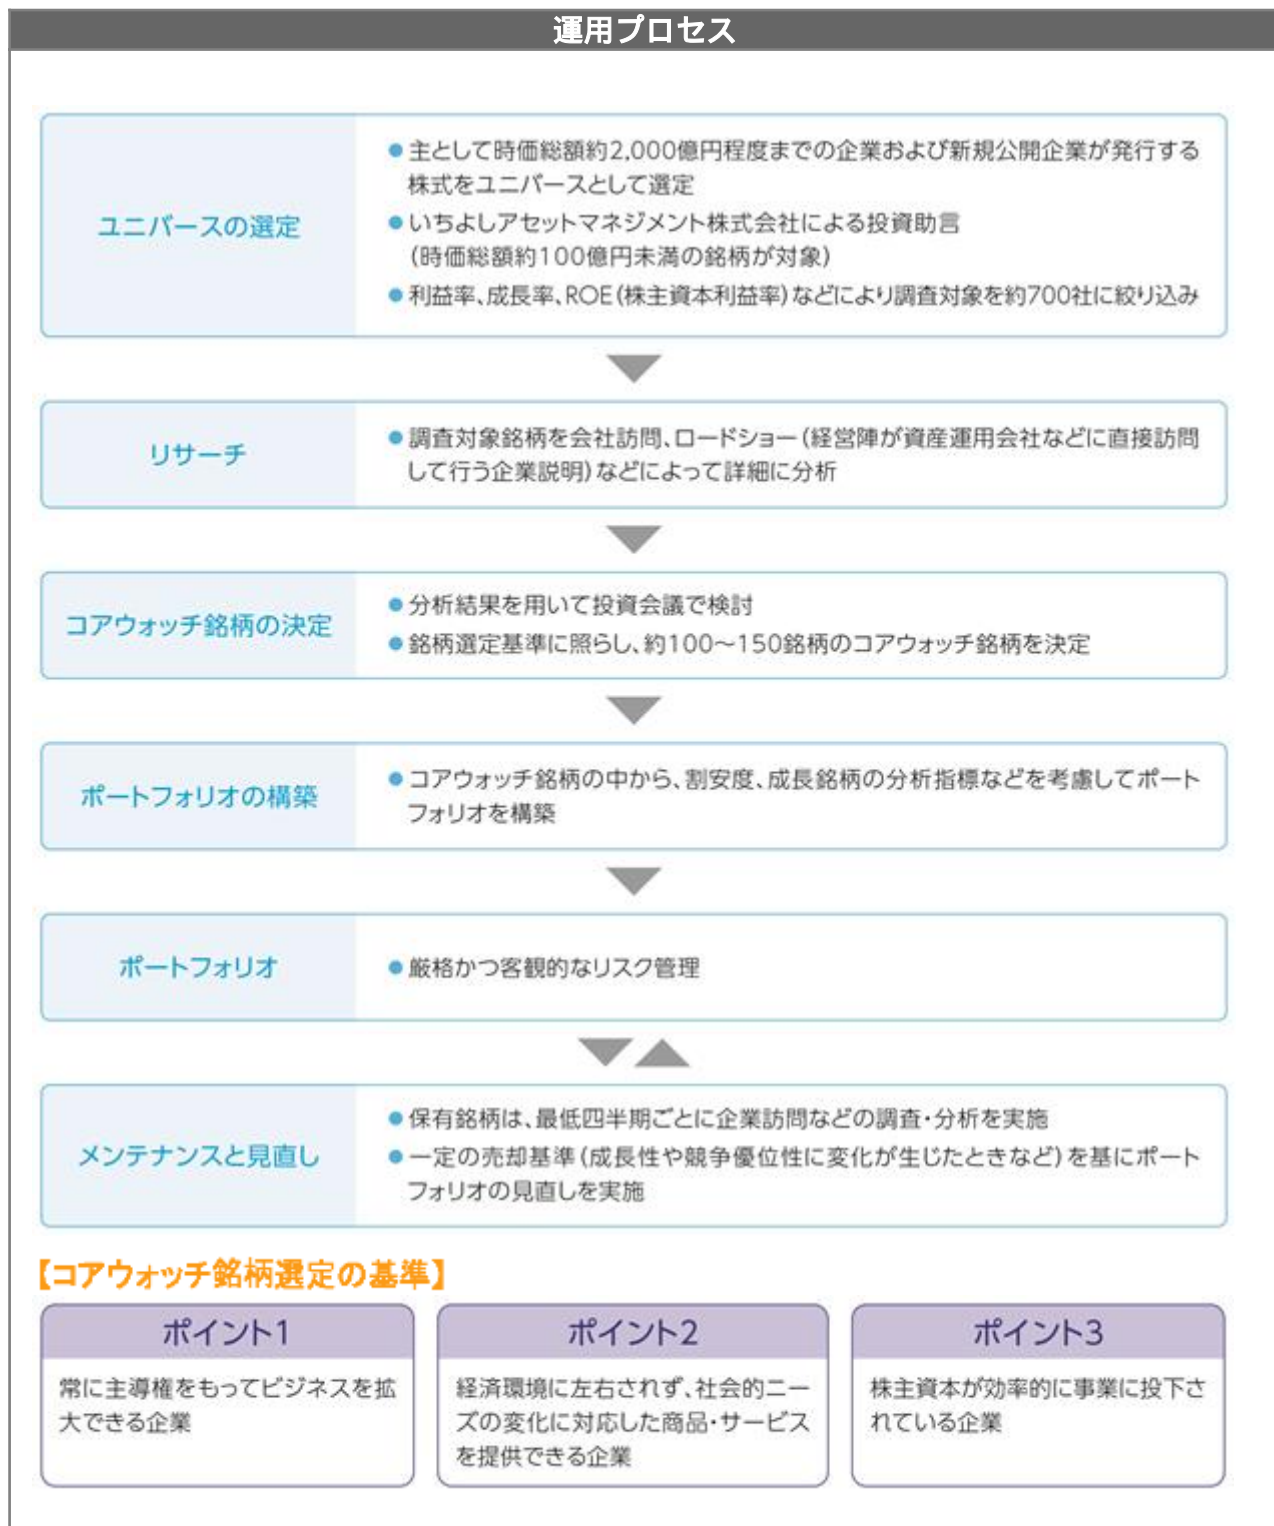 運用プロセス
ユニバースの選定
●主として時価総額約2,000億円程度までの企業および新規公開企業が発行する
株式をユニバースとして選定
●いちよしアセットマネジメント株式会社による投資助言
(時価総額約100億円未満の銘柄が対象)
●利益率、成長率、ROE(株主資本利益率)などにより調査対象を約700社に絞り込み
リサーチ
●調査対象銘柄を会社訪問、ロードショー(経営陣が資産運用会社などに直接訪問
して行う企業説明)などによって詳細に分析
コアウォッチ銘柄の決定
●分析結果を用いて投資会議で検討
●銘柄選定基準に照らし、約100〜150銘柄のコアウォッチ銘柄を決定
ポートフォリオの構築
●コアウォッチ銘柄の中から、割安度、成長銘柄の分析指標などを考慮してポート
フォリオを構築
ポートフォリオ
●厳格かつ客観的なリスク管理
メンテナンスと見直し
●保有銘柄は、最低四半期ごとに企業訪問などの調査・分析を実施
●一定の売却基準(成長性や競争優位性に変化が生じたときなど)を基にポート
フォリオの見直しを実施
【コアウォッチ銘柄選定の基準】
ポイント1
常に主導権をもってビジネスを拡
大できる企業
ポイント2
経済環境に左右されず、社会的ニー
ズの変化に対応した商品・サービス
を提供できる企業
ポイント3
株主資本が効率的に事業に投下さ
れている企業